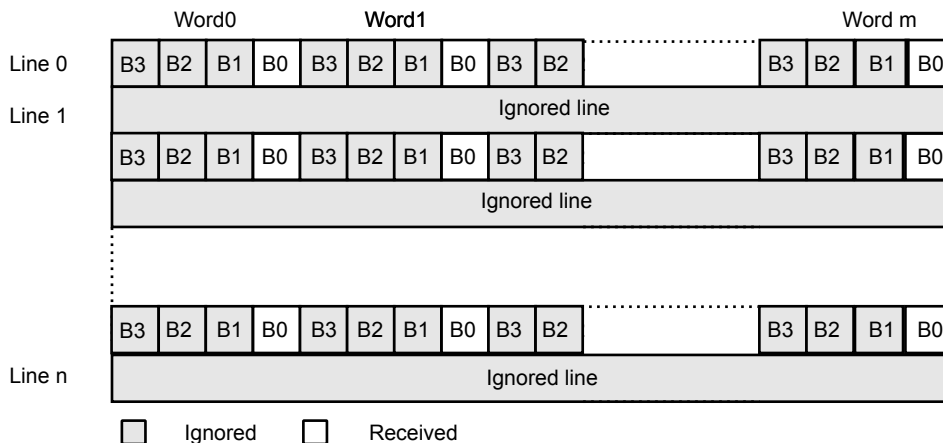 Word0 Word1 Word m
Line 0 B3 B2 B1 B0 B3 B2 B1 B0 B3 B2 B3 B2 B1 B0
Line 1 Ignored line
B3 B2 B1 B0 B3 B2 B1 B0 B3 B2 B3 B2 B1 B0
Ignored line
B3 B2 B1 B0 B3 B2 B1 B0 B3 B2 B3 B2 B1 B0
Line n Ignored line
Ignored Received